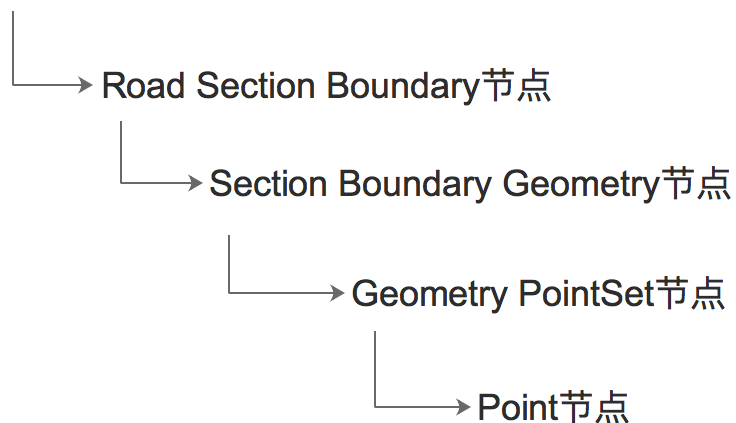 Road Section Boundary节点
Section Boundary Geometry节点
Geometry PointSet节点
Point节点